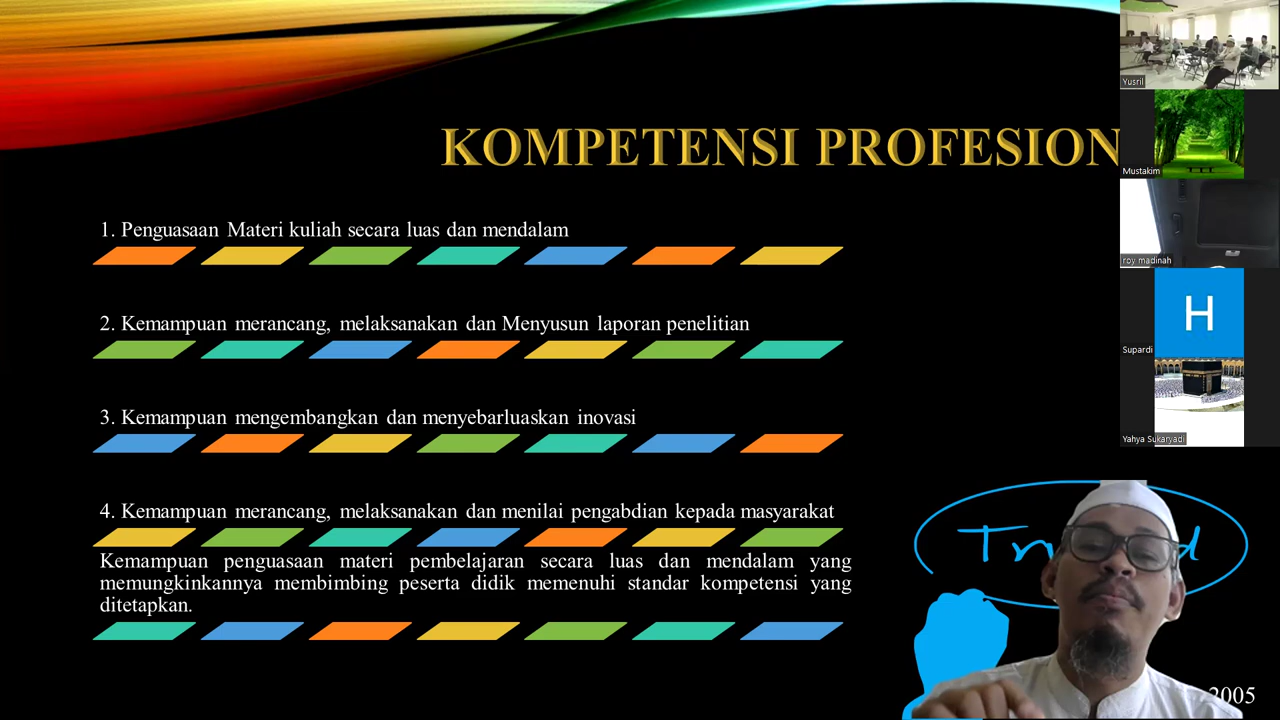 KOMPETENSI PROFESION
1. Penguasaan Materi kuliah secara luas dan mendalam
2. Kemampuan merancang, melaksanakan dan Menyusun laporan penelitian
3. Kemampuan mengembangkan dan menyebarluaskan inovasi
4. Kemampuan merancang, melaksanakan dan menilai pengabdian kepada masyarakat
Kemampuan penguasaan materi pembelajaran secara luas dan mendalam yang
memungkinkannya membimbing peserta didik memenuhi standar kompetensi yang
ditetapkan.
2005
Yusril
Mustakim
roy madinah
H
Supardi
Yahya Sukaryadi